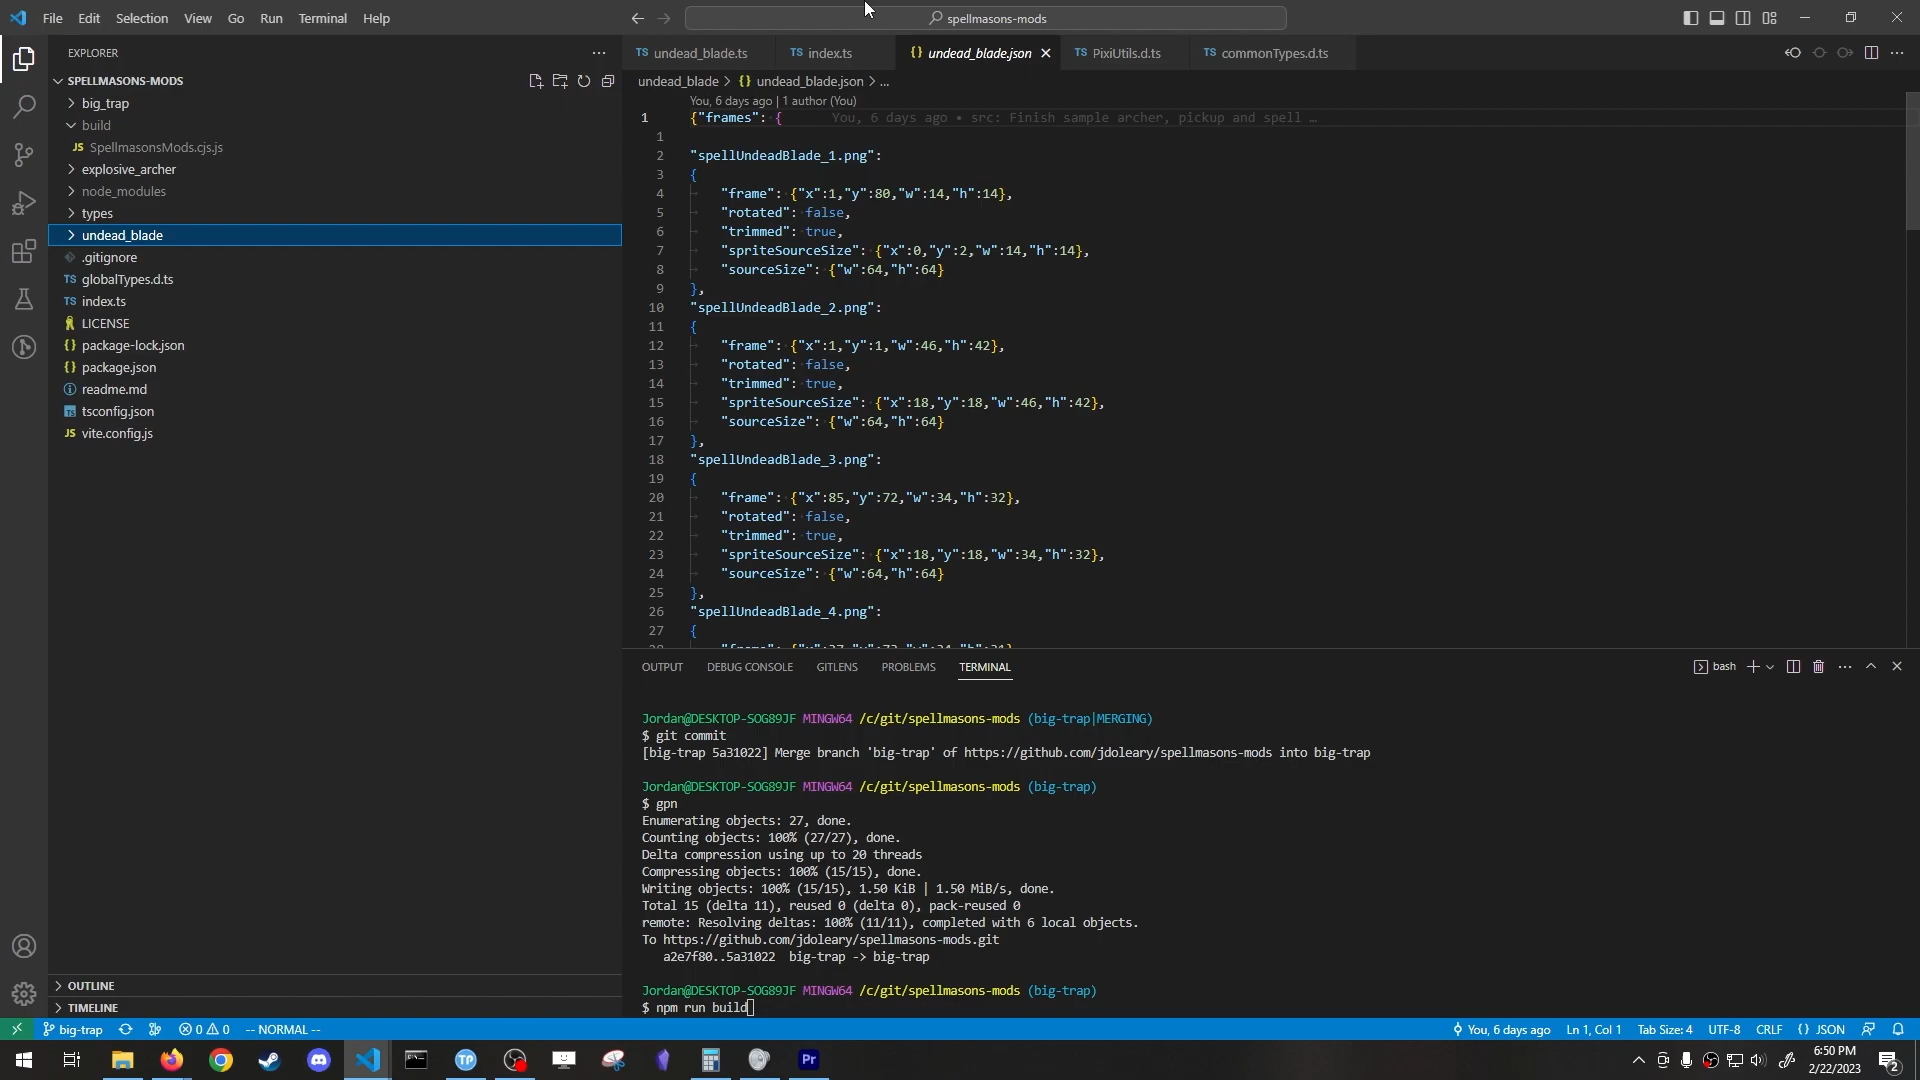 File Edit Selection View Go Run Terminal Help
spellmasons-mods
EXPLORER
SPELLMASONS-MODS
big_trap
build
JS SpellmasonsMods.cjs.js
explosive_archer
node_modules
types
undead_blade
.gitignore
TS globalTypes.d.ts
TS index.ts
LICENSE
{} package-lock.json
{} package.json
readme.md
TS tsconfig.json
JS vite.config.js
OUTLINE
TIMELINE
TS undead_blade.ts TS index.ts {} undead_blade.json TS PixiUtils.d.ts TS commonTypes.d.ts
undead_blade > {} undead_blade.json > ...
You, 6 days ago | 1 author (You)
1 {"frames": { You, 6 days ago • src: Finish sample archer, pickup and spell …
1
2 "spellUndeadBlade_1.png":
3 {
4 "frame": {"x":1,"y":80,"w":14,"h":14},
5 "rotated": false,
6 "trimmed": true,
7 "spriteSourceSize": {"x":0,"y":2,"w":14,"h":14},
8 "sourceSize": {"w":64,"h":64}
9 },
10 "spellUndeadBlade_2.png":
11 {
12 "frame": {"x":1,"y":1,"w":46,"h":42},
13 "rotated": false,
14 "trimmed": true,
15 "spriteSourceSize": {"x":18,"y":18,"w":46,"h":42},
16 "sourceSize": {"w":64,"h":64}
17 },
18 "spellUndeadBlade_3.png":
19 {
20 "frame": {"x":85,"y":72,"w":34,"h":32},
21 "rotated": false,
22 "trimmed": true,
23 "spriteSourceSize": {"x":18,"y":18,"w":34,"h":32},
24 "sourceSize": {"w":64,"h":64}
25 },
26 "spellUndeadBlade_4.png":
27 {
OUTPUT DEBUG CONSOLE GITLENS PROBLEMS TERMINAL
bash
Jordan@DESKTOP-SOG89JF MINGW64 /c/git/spellmasons-mods (big-trap|MERGING)
$ git commit
[big-trap 5a31022] Merge branch 'big-trap' of https://github.com/jdoleary/spellmasons-mods into big-trap
Jordan@DESKTOP-SOG89JF MINGW64 /c/git/spellmasons-mods (big-trap)
$ gpn
Enumerating objects: 27, done.
Counting objects: 100% (27/27), done.
Delta compression using up to 20 threads
Compressing objects: 100% (15/15), done.
Writing objects: 100% (15/15), 1.50 KiB | 1.50 MiB/s, done.
Total 15 (delta 11), reused 0 (delta 0), pack-reused 0
remote: Resolving deltas: 100% (11/11), completed with 6 local objects.
To https://github.com/jdoleary/spellmasons-mods.git
a2e7f80..5a31022 big-trap -> big-trap
Jordan@DESKTOP-SOG89JF MINGW64 /c/git/spellmasons-mods (big-trap)
$ npm run build
big-trap 0 0 -- NORMAL -- You, 6 days ago Ln 1, Col 1 Tab Size: 4 UTF-8 CRLF {} JSON
TP Pr
6:50 PM
2/22/2023
2